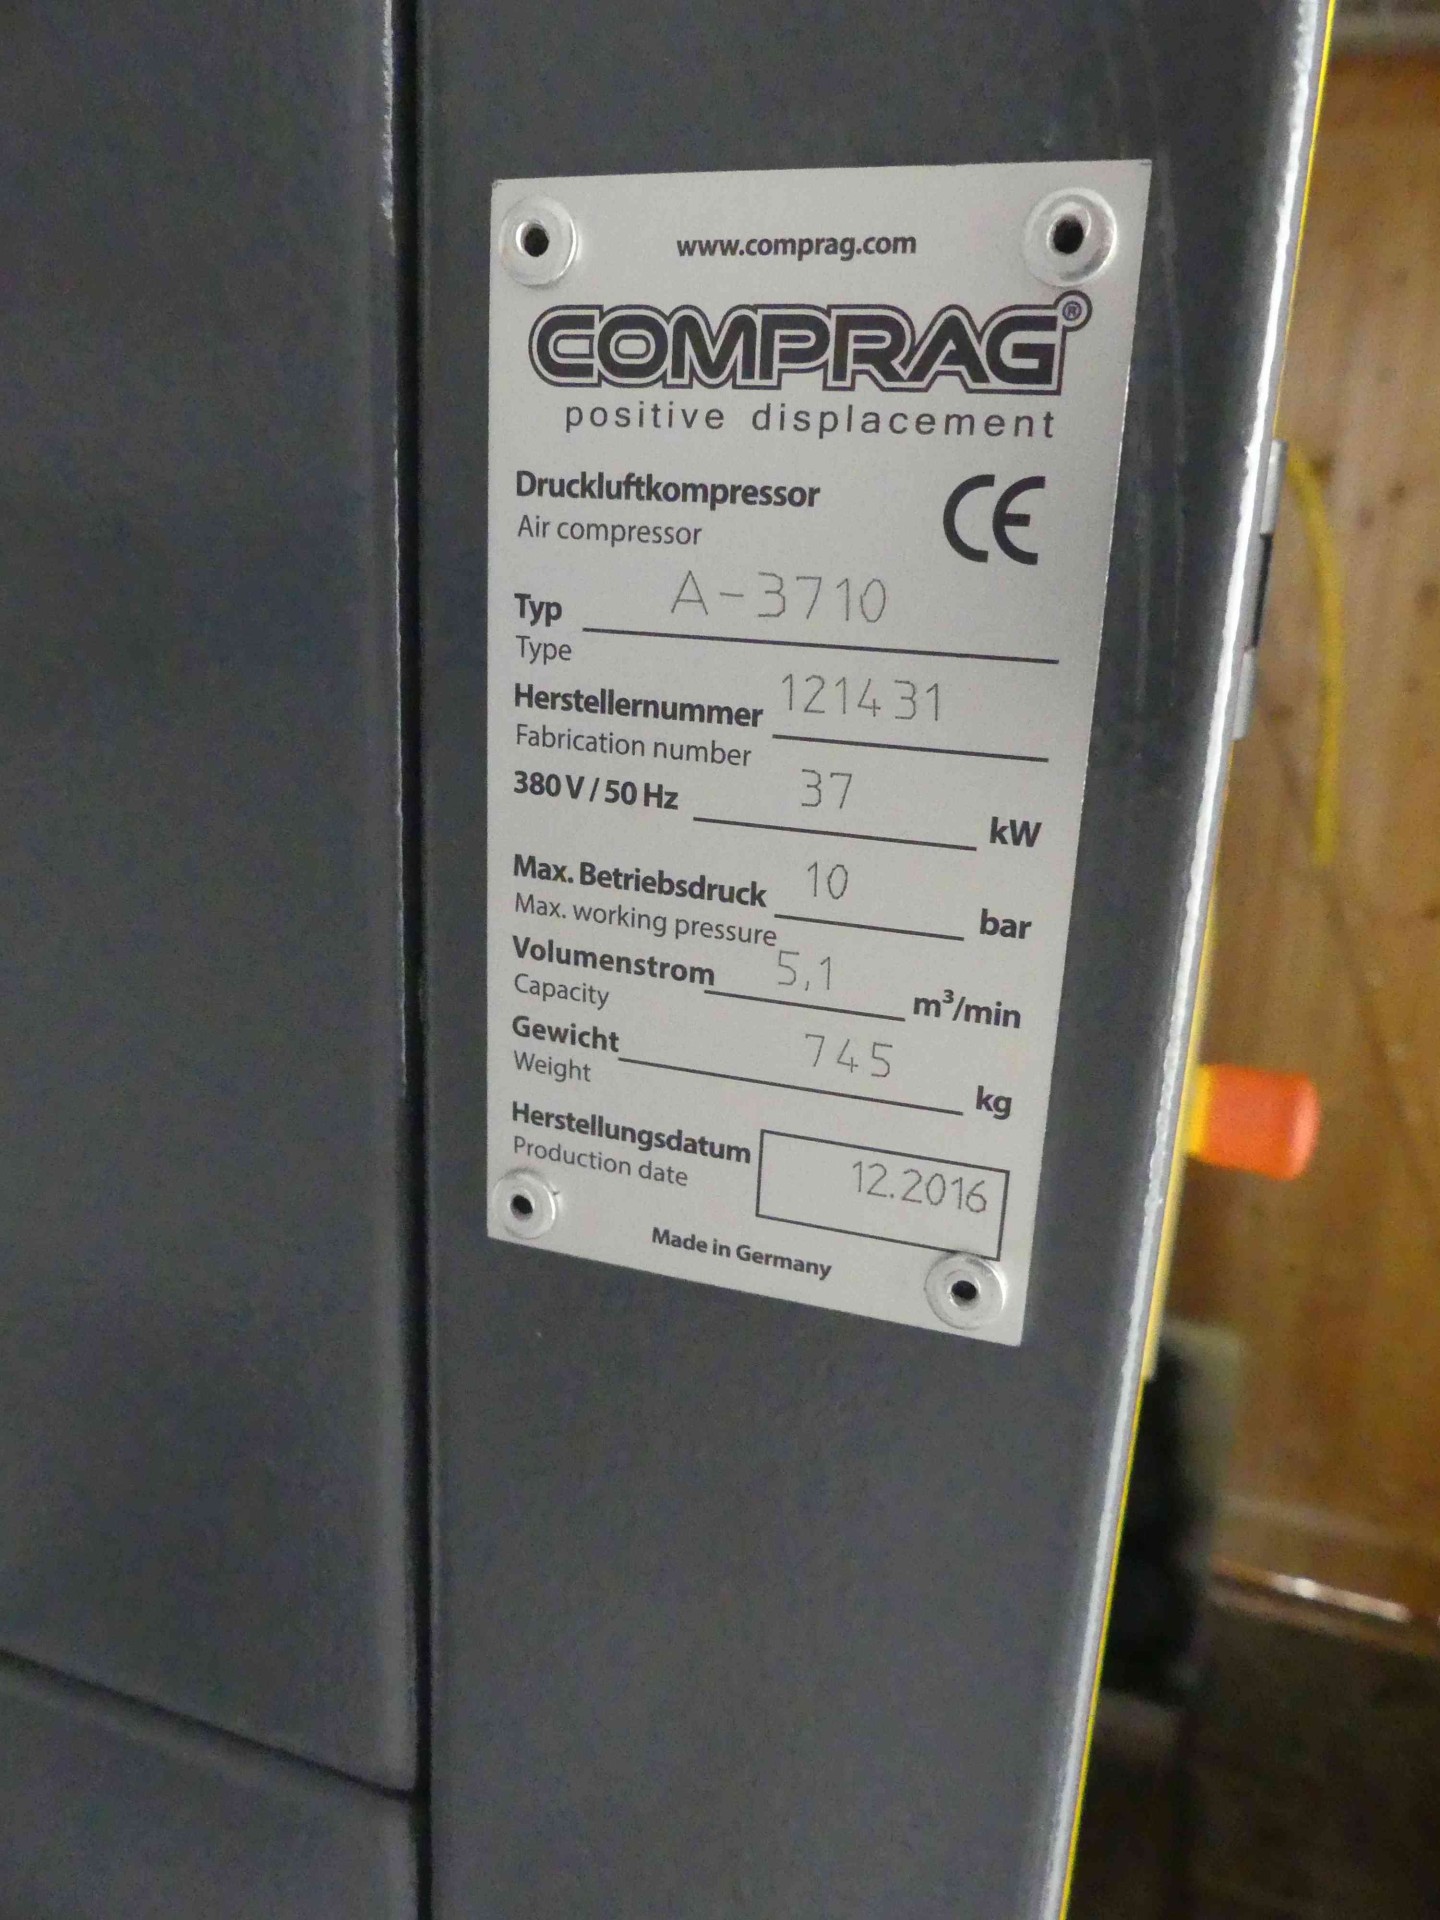 www.comprag.com
COMPRAG®
positive displacement
Druckluftkompressor
Air compressor
CE
Typ A-3710
Type
Herstellernummer 121431
Fabrication number
380 V / 50 Hz 37 kW
Max. Betriebsdruck 10 bar
Max. working pressure
Volumenstrom 5,1 m³/min
Capacity
Gewicht 745 kg
Weight
Herstellungsdatum 12.2016
Production date
Made in Germany